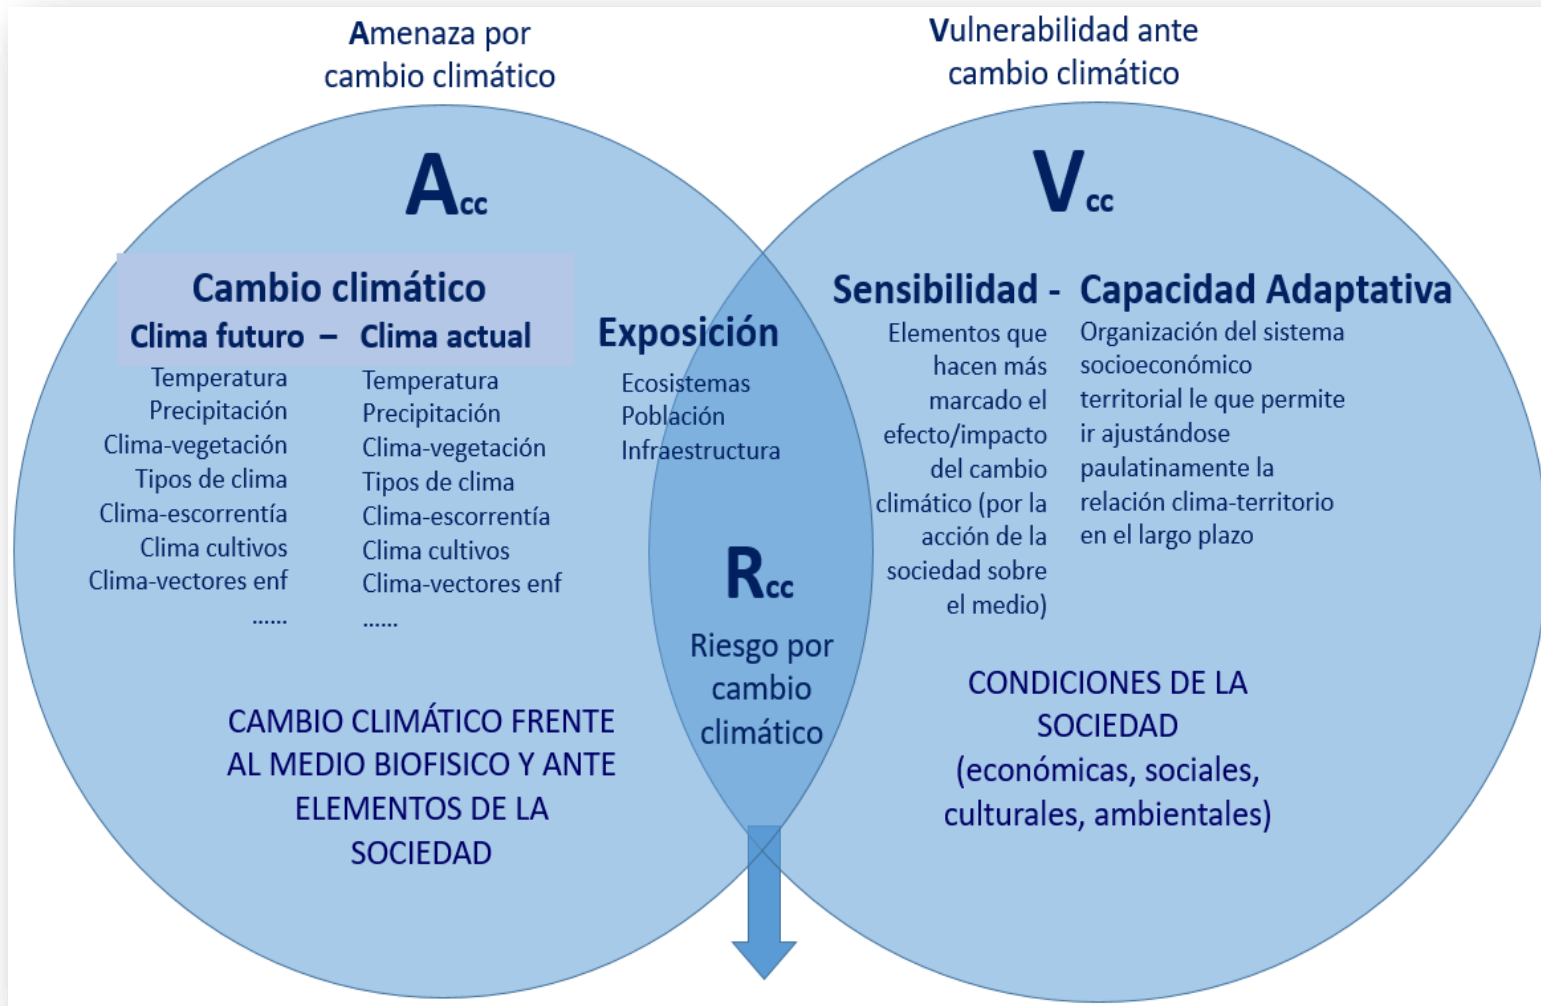 Amenaza por
cambio climático
Vulnerabilidad ante
cambio climático
Acc
Cambio climático
Clima futuro – Clima actual
Temperatura
Precipitación
Clima-vegetación
Tipos de clima
Clima-escorrentía
Clima cultivos
Clima-vectores enf
......
Temperatura
Precipitación
Clima-vegetación
Tipos de clima
Clima-escorrentía
Clima cultivos
Clima-vectores enf
......
Exposición
Ecosistemas
Población
Infraestructura
CAMBIO CLIMÁTICO FRENTE
AL MEDIO BIOFISICO Y ANTE
ELEMENTOS DE LA
SOCIEDAD
Rcc
Riesgo por
cambio
climático
Vcc
Sensibilidad - Capacidad Adaptativa
Elementos que
hacen más
marcado el
efecto/impacto
del cambio
climático (por la
acción de la
sociedad sobre
el medio)
Organización del sistema
socioeconómico
territorial le que permite
ir ajustándose
paulatinamente la
relación clima-territorio
en el largo plazo
CONDICIONES DE LA
SOCIEDAD
(económicas, sociales,
culturales, ambientales)